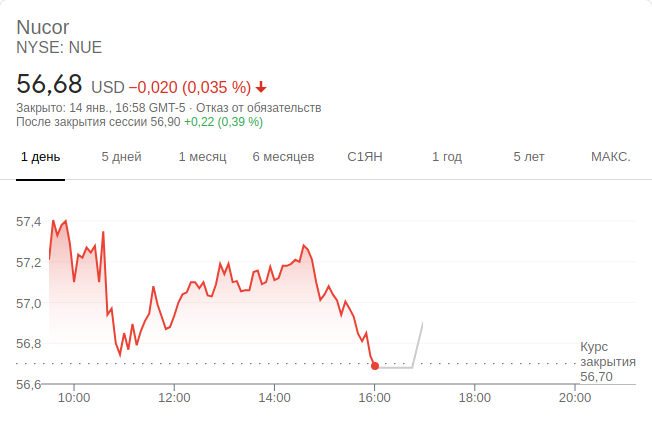 Nucor
NYSE: NUE
56,68 USD −0,020 (0,035 %)
Закрыто: 14 янв., 16:58 GMT-5 · Отказ от обязательств
После закрытия сессии 56,90 +0,22 (0,39 %)
1 день 5 дней 1 месяц 6 месяцев С1ЯН 1 год 5 лет МАКС.
57,4
57,2
57,0
56,8
56,6
Курс
закрытия
56,70
10:00 12:00 14:00 16:00 18:00 20:00